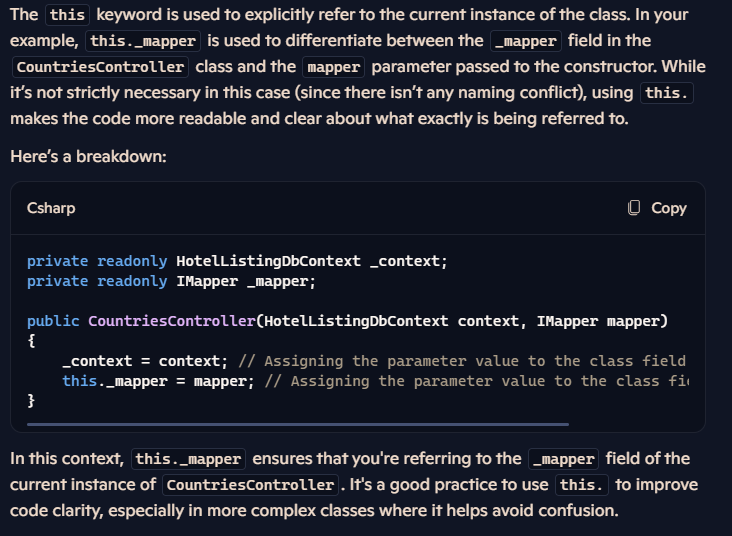 The this keyword is used to explicitly refer to the current instance of the class. In your
example, this._mapper is used to differentiate between the _mapper field in the
CountriesController class and the mapper parameter passed to the constructor. While
it’s not strictly necessary in this case (since there isn’t any naming conflict), using this.
makes the code more readable and clear about what exactly is being referred to.
Here’s a breakdown:
Csharp
Copy
private readonly HotelListingDbContext _context;
private readonly IMapper _mapper;
public CountriesController(HotelListingDbContext context, IMapper mapper)
{
    _context = context; // Assigning the parameter value to the class field
    this._mapper = mapper; // Assigning the parameter value to the class fie
}
In this context, this._mapper ensures that you're referring to the _mapper field of the
current instance of CountriesController. It's a good practice to use this. to improve
code clarity, especially in more complex classes where it helps avoid confusion.